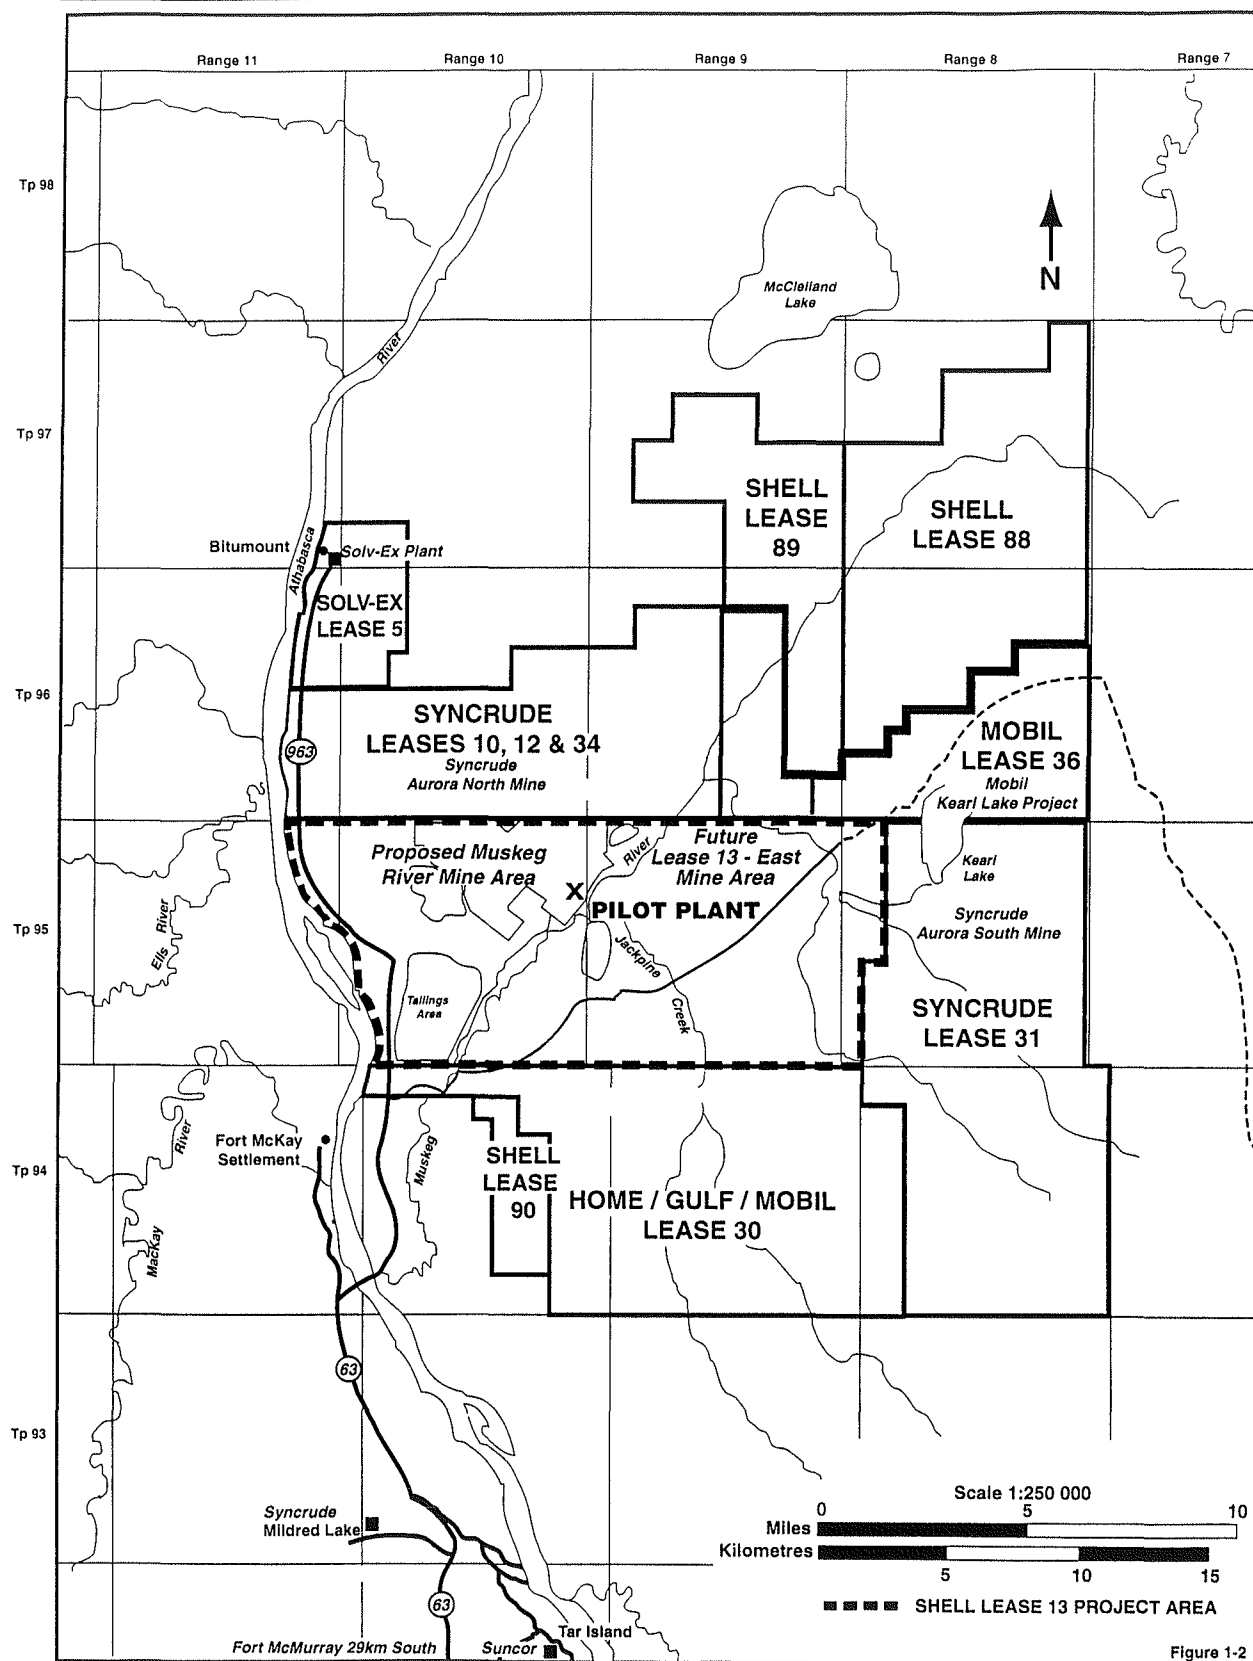 Range 11
Range 10
Range 9
Range 8
Range 7
Tp 98
N
McClelland
Lake
River
Tp 97
SHELL
LEASE
89
SHELL
LEASE 88
Athabasca
Bitumount
Solv-Ex Plant
SOLV-EX
LEASE 5
Tp 96
SYNCRUDE
LEASES 10, 12 & 34
Syncrude
Aurora North Mine
963
MOBIL
LEASE 36
Mobil
Kearl Lake Project
Proposed Muskeg
River Mine Area
River
Future
Lease 13 - East
Mine Area
Kearl
Lake
X
PILOT PLANT
Tp 95
Ells River
Syncrude
Aurora South Mine
Jackpine
Creek
Tailings
Area
SYNCRUDE
LEASE 31
River
Fort McKay
Settlement
Muskeg
Tp 94
SHELL
LEASE
90
HOME / GULF / MOBIL
LEASE 30
MacKay
63
Tp 93
Syncrude
Mildred Lake
Scale 1:250 000
0 5 10
Miles
Kilometres
5 10 15
SHELL LEASE 13 PROJECT AREA
63
Tar Island
Fort McMurray 29km South
Suncor
Figure 1-2